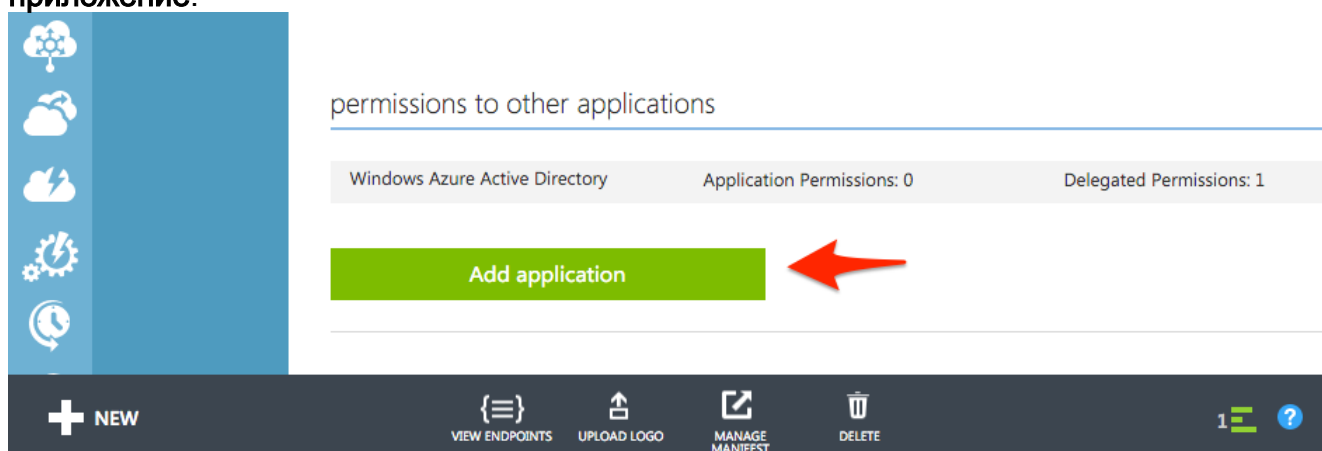 приложение.
permissions to other applications
Windows Azure Active Directory Application Permissions: 0 Delegated Permissions: 1
Add application
NEW VIEW ENDPOINTS UPLOAD LOGO MANAGE MANIFEST DELETE 1 ?